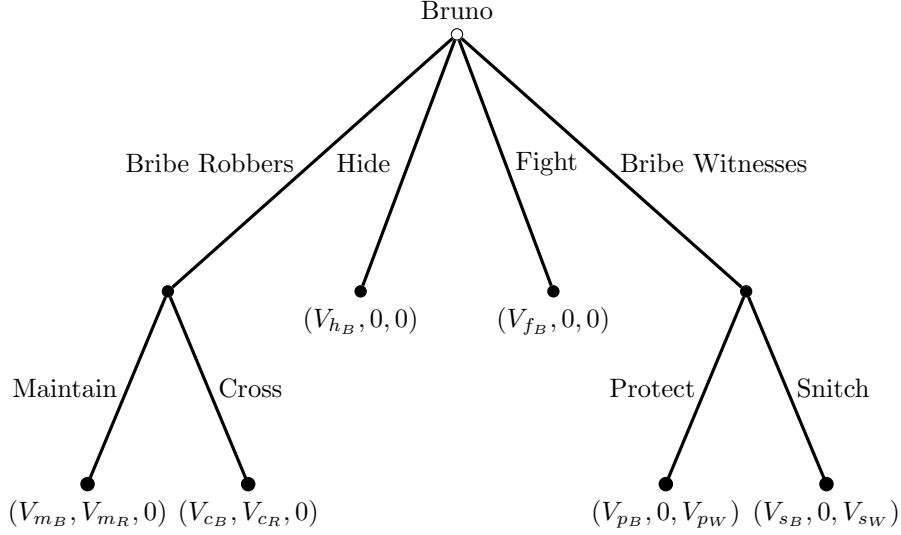 Bruno
Bribe Robbers Hide Fight Bribe Witnesses
(V_{h_B}, 0, 0) (V_{f_B}, 0, 0)
Maintain Cross Protect Snitch
(V_{m_B}, V_{m_R}, 0) (V_{c_B}, V_{c_R}, 0) (V_{p_B}, 0, V_{p_W}) (V_{s_B}, 0, V_{s_W})